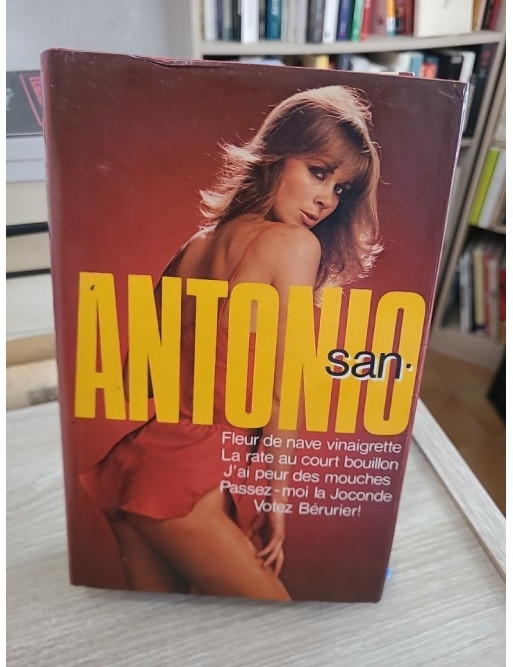 ANTONIO
san-
Fleur de nave vinaigrette
La rate au court bouillon
J'ai peur des mouches
Passez-moi la Joconde
Votez Bérurier!